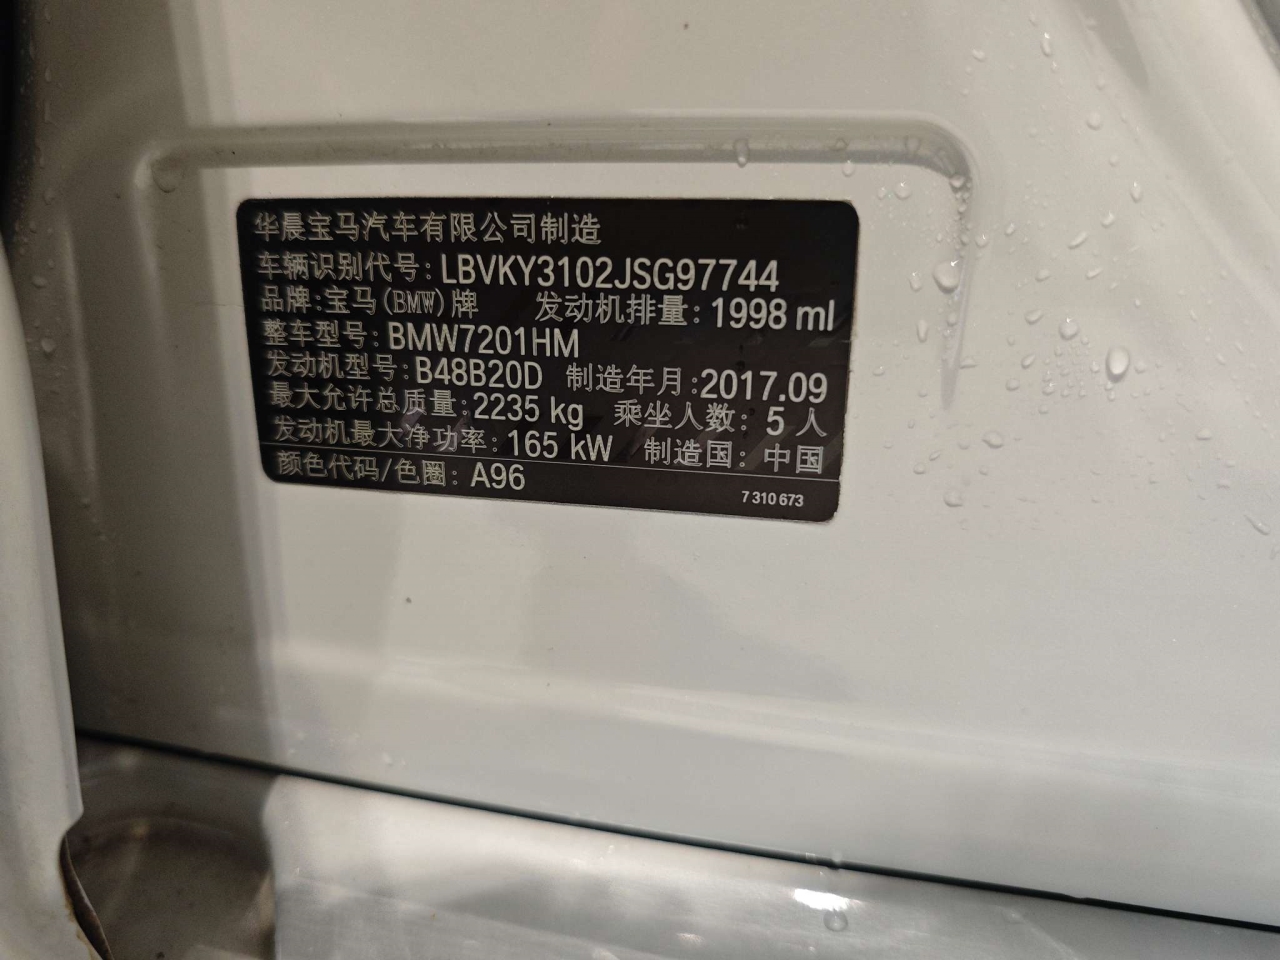 华晨宝马汽车有限公司制造
车辆识别代号: LBVKY3102JSG97744
品牌:宝马(BMW)牌 发动机排量: 1998 ml
整车型号: BMW7201HM
发动机型号: B48B20D 制造年月: 2017.09
最大允许总质量: 2235 kg 乘坐人数: 5 人
发动机最大净功率: 165 kW 制造国: 中国
颜色代码/色圈: A96
7 310 673